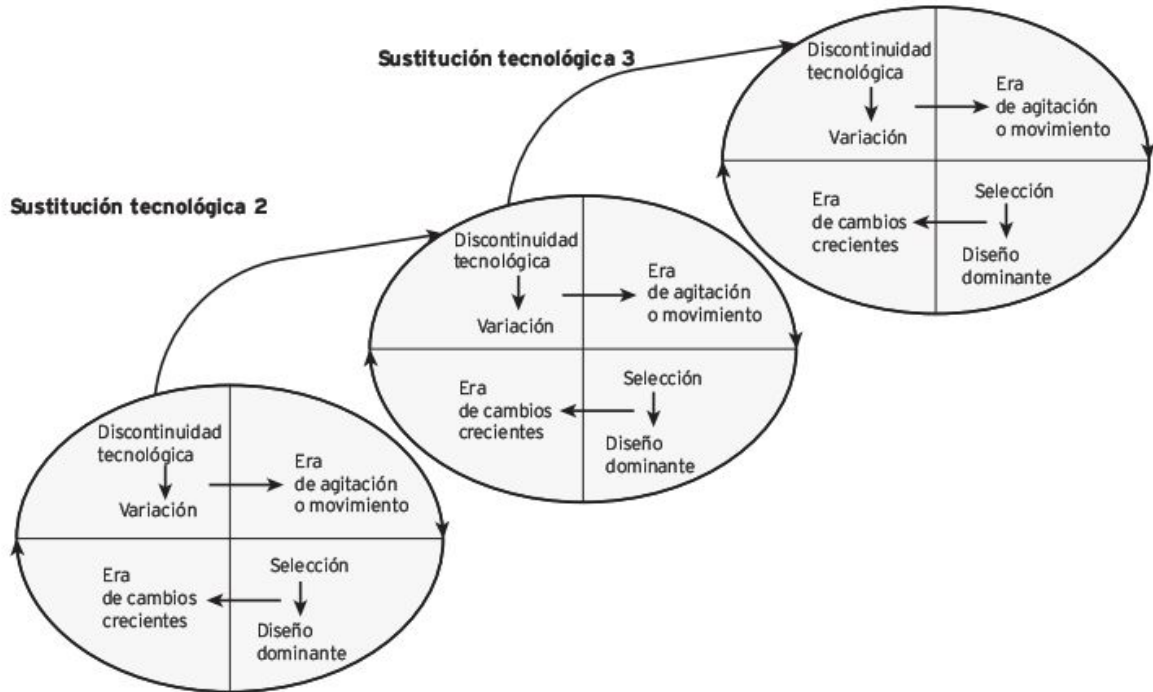 Sustitución tecnológica 3
Discontinuidad
tecnológica
Variación
Era
de agitación
o movimiento
Era
de cambios
crecientes
Selección
Diseño
dominante
Sustitución tecnológica 2
Discontinuidad
tecnológica
Variación
Era
de agitación
o movimiento
Era
de cambios
crecientes
Selección
Diseño
dominante
Discontinuidad
tecnológica
Variación
Era
de agitación
o movimiento
Era
de cambios
crecientes
Selección
Diseño
dominante